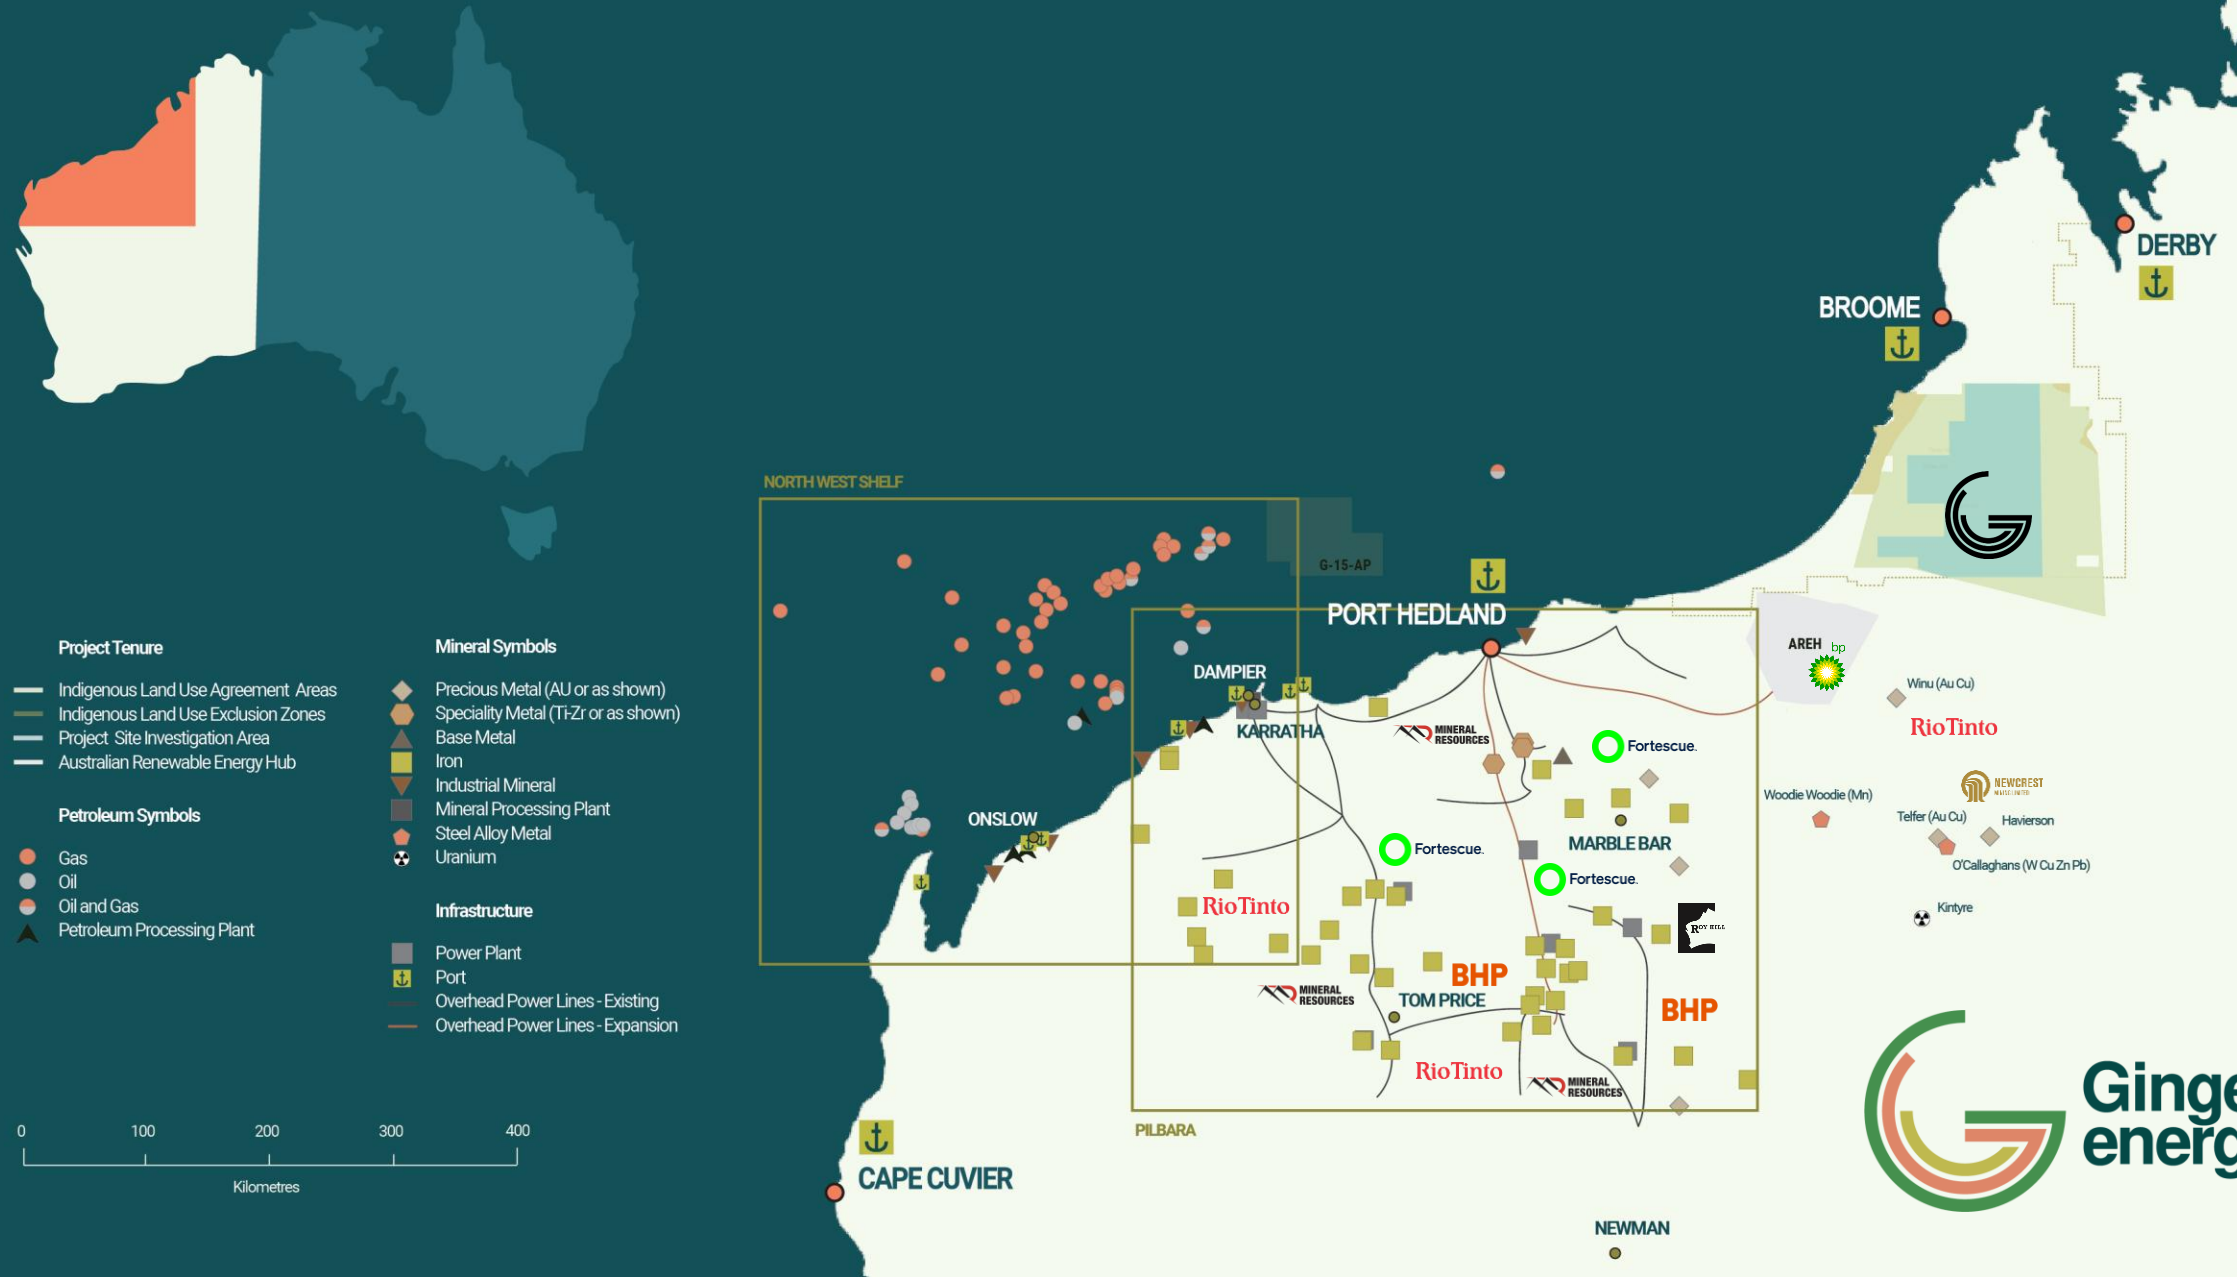 Project Tenure
Indigenous Land Use Agreement Areas
Indigenous Land Use Exclusion Zones
Project Site Investigation Area
Australian Renewable Energy Hub
Petroleum Symbols
Gas
Oil
Oil and Gas
Petroleum Processing Plant
Mineral Symbols
Precious Metal (AU or as shown)
Speciality Metal (Ti-Zr or as shown)
Base Metal
Iron
Industrial Mineral
Mineral Processing Plant
Steel Alloy Metal
Uranium
Infrastructure
Power Plant
Port
Overhead Power Lines - Existing
Overhead Power Lines - Expansion
0 100 200 300 400
Kilometres
NORTH WEST SHELF
G-15-AP
DERBY
BROOME
PORT HEDLAND
DAMPIER
KARRATHA
ONSLOW
AREH
bp
Winu (Au Cu)
RioTinto
MINERAL
RESOURCES
Fortescue.
NEWCREST
Woodie Woodie (Mn)
Telfer (Au Cu)
Havierson
O'Callaghans (W Cu Zn Pb)
Kintyre
MARBLE BAR
Fortescue.
Fortescue.
RioTinto
ROY HILL
BHP
TOM PRICE
MINERAL
RESOURCES
BHP
RioTinto
MINERAL
RESOURCES
PILBARA
CAPE CUVIER
NEWMAN
Ginge
energ